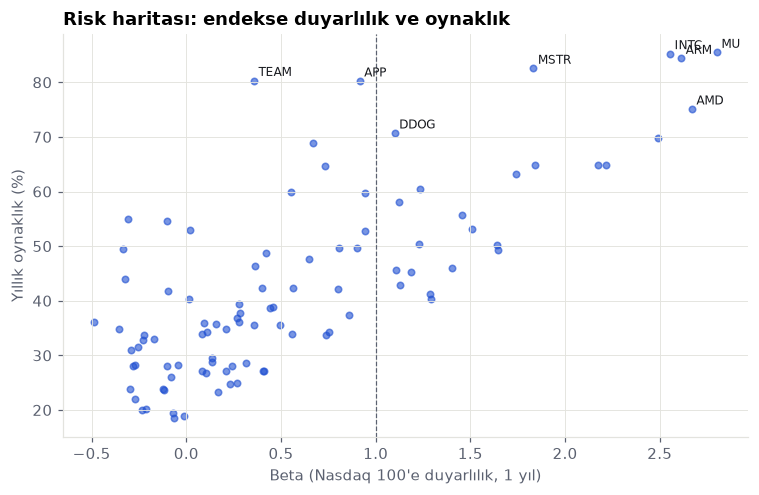 Risk haritası: endekse duyarlılık ve oynaklık
INTC
ARM
MU
MSTR
TEAM
APP
AMD
DDOG
Yıllık oynaklık (%)
80
70
60
50
40
30
20
−0.5
0.0
0.5
1.0
1.5
2.0
2.5
Beta (Nasdaq 100'e duyarlılık, 1 yıl)